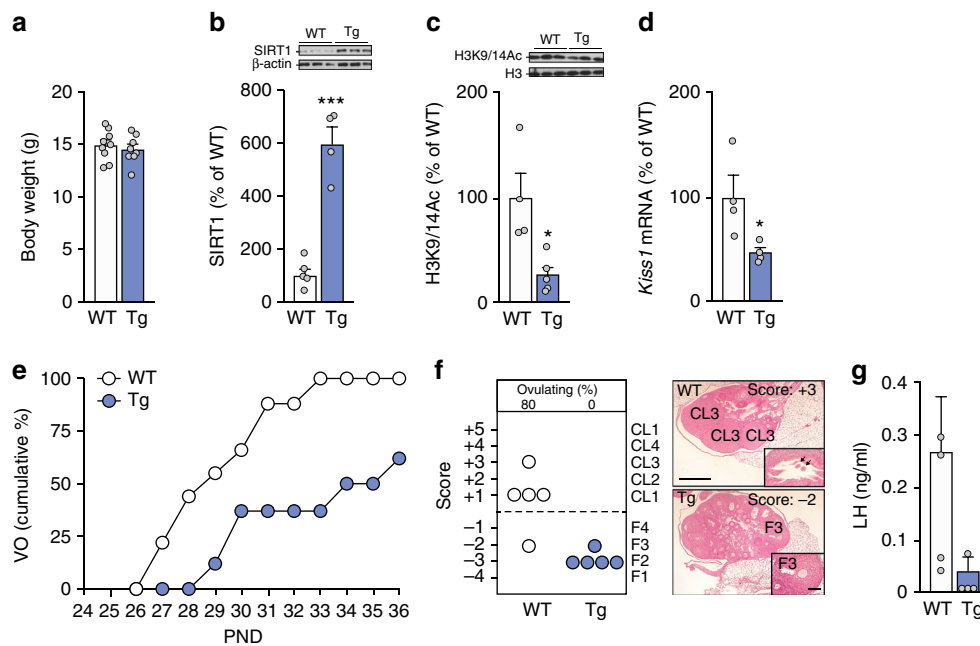 a
Body weight (g)
20
15
10
5
0
WT Tg
b
WT Tg
SIRT1
β-actin
SIRT1 (% of WT)
800
600
400
200
0
***
WT Tg
c
WT Tg
H3K9/14Ac
H3
H3K9/14Ac (% of WT)
200
100
0
*
WT Tg
d
Kiss1 mRNA (% of WT)
200
100
0
*
WT Tg
e
WT
Tg
VO (cumulative %)
100
75
50
25
0
24 25 26 27 28 29 30 31 32 33 34 35 36
PND
f
Ovulating (%)
80 0
Score
+5 CL1
+4 CL4
+3 CL3
+2 CL2
+1 CL1
−1 F4
−2 F3
−3 F2
−4 F1
WT Tg
WT Score: +3
CL3
CL3 CL3
Tg Score: −2
F3
F3
g
LH (ng/ml)
0.4
0.3
0.2
0.1
0
WT Tg